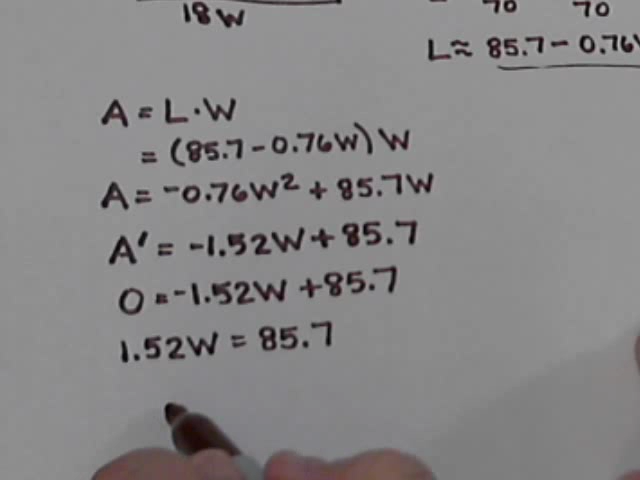 18W
70 70
L≈ 85.7-0.76W
A = L·W
= (85.7-0.76W)W
A = -0.76W² + 85.7W
A' = -1.52W + 85.7
0 = -1.52W + 85.7
1.52W = 85.7